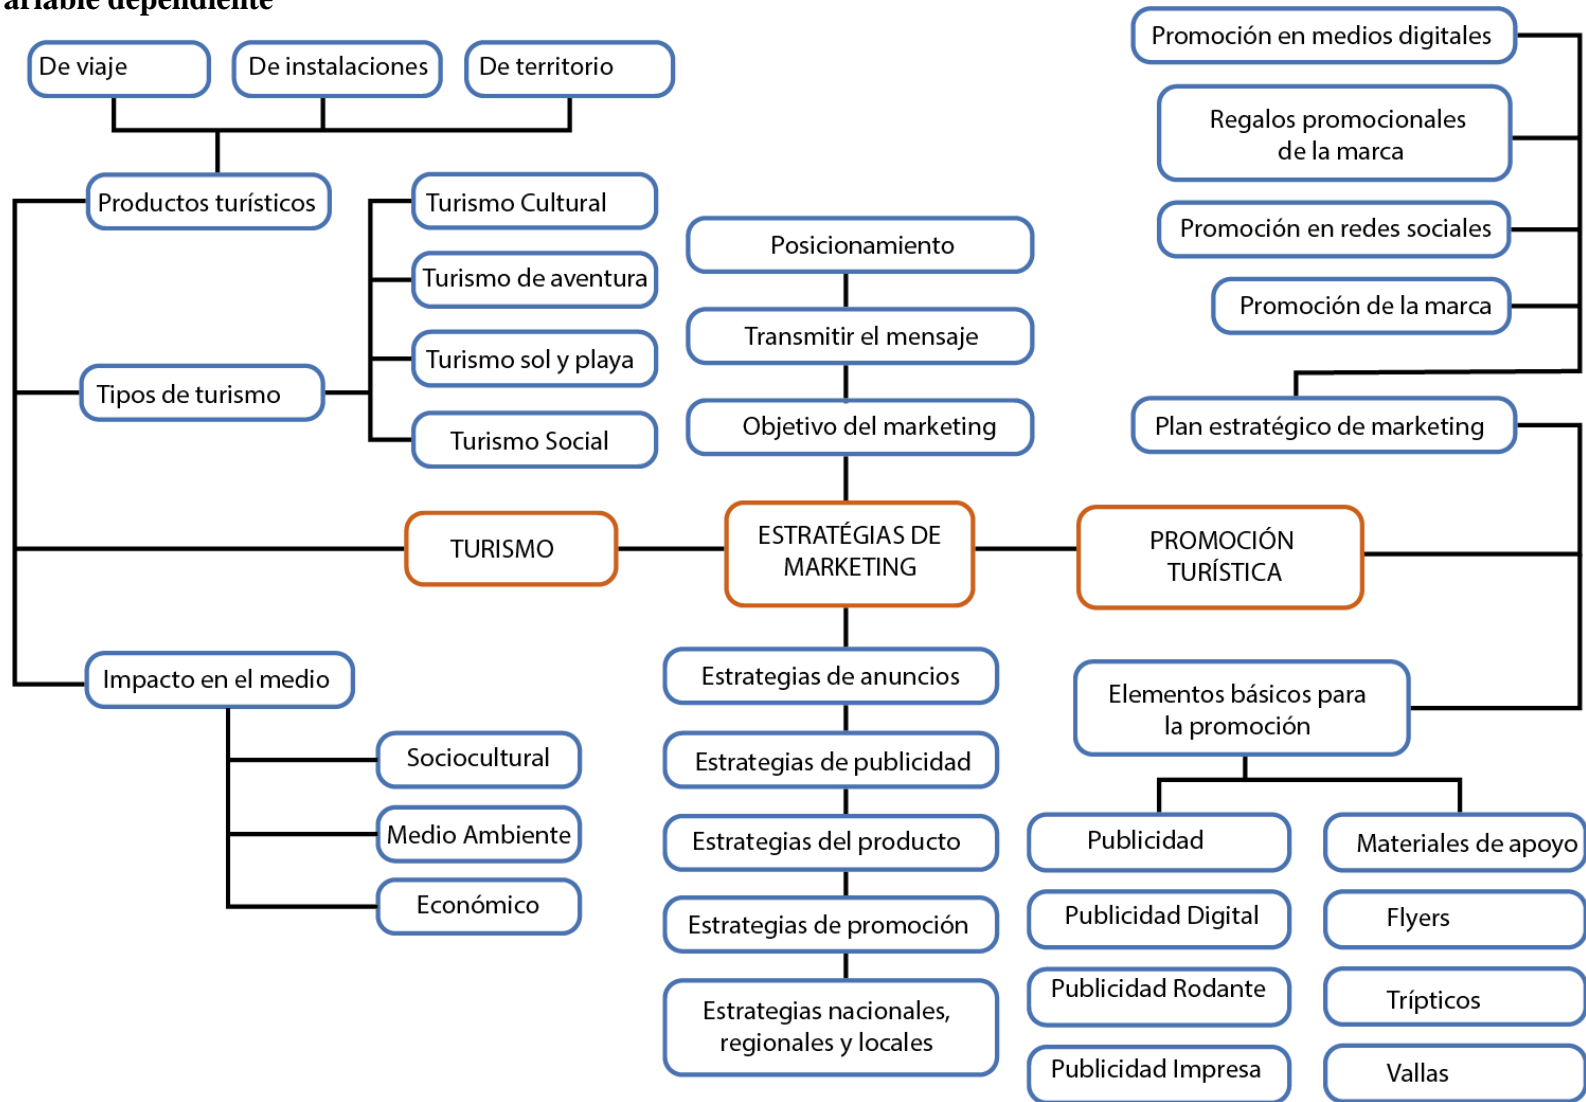 ariable dependiente
De viaje
De instalaciones
De territorio
Productos turísticos
Tipos de turismo
Turismo Cultural
Turismo de aventura
Turismo sol y playa
Turismo Social
Posicionamiento
Transmitir el mensaje
Objetivo del marketing
Promoción en medios digitales
Regalos promocionales
de la marca
Promoción en redes sociales
Promoción de la marca
Plan estratégico de marketing
TURISMO
ESTRATÉGIAS DE
MARKETING
PROMOCIÓN
TURÍSTICA
Impacto en el medio
Sociocultural
Medio Ambiente
Económico
Estrategias de anuncios
Estrategias de publicidad
Estrategias del producto
Estrategias de promoción
Estrategias nacionales,
regionales y locales
Elementos básicos para
la promoción
Publicidad
Publicidad Digital
Publicidad Rodante
Publicidad Impresa
Materiales de apoyo
Flyers
Trípticos
Vallas